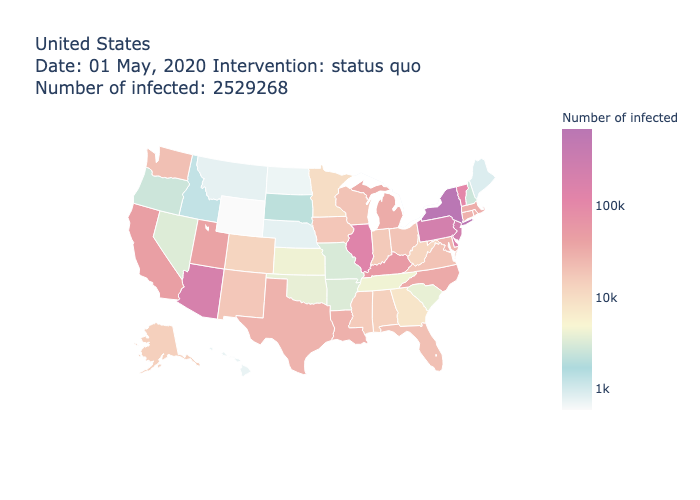 United States
Date: 01 May, 2020 Intervention: status quo
Number of infected: 2529268
Number of infected
100k
10k
1k